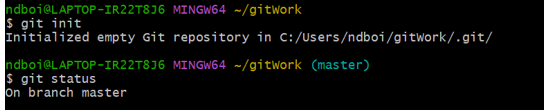 ndboi@LAPTOP-IR22T8J6 MINGW64 ~/gitWork
$ git init
Initialized empty Git repository in C:/Users/ndboi/gitWork/.git/
ndboi@LAPTOP-IR22T8J6 MINGW64 ~/gitWork (master)
$ git status
On branch master